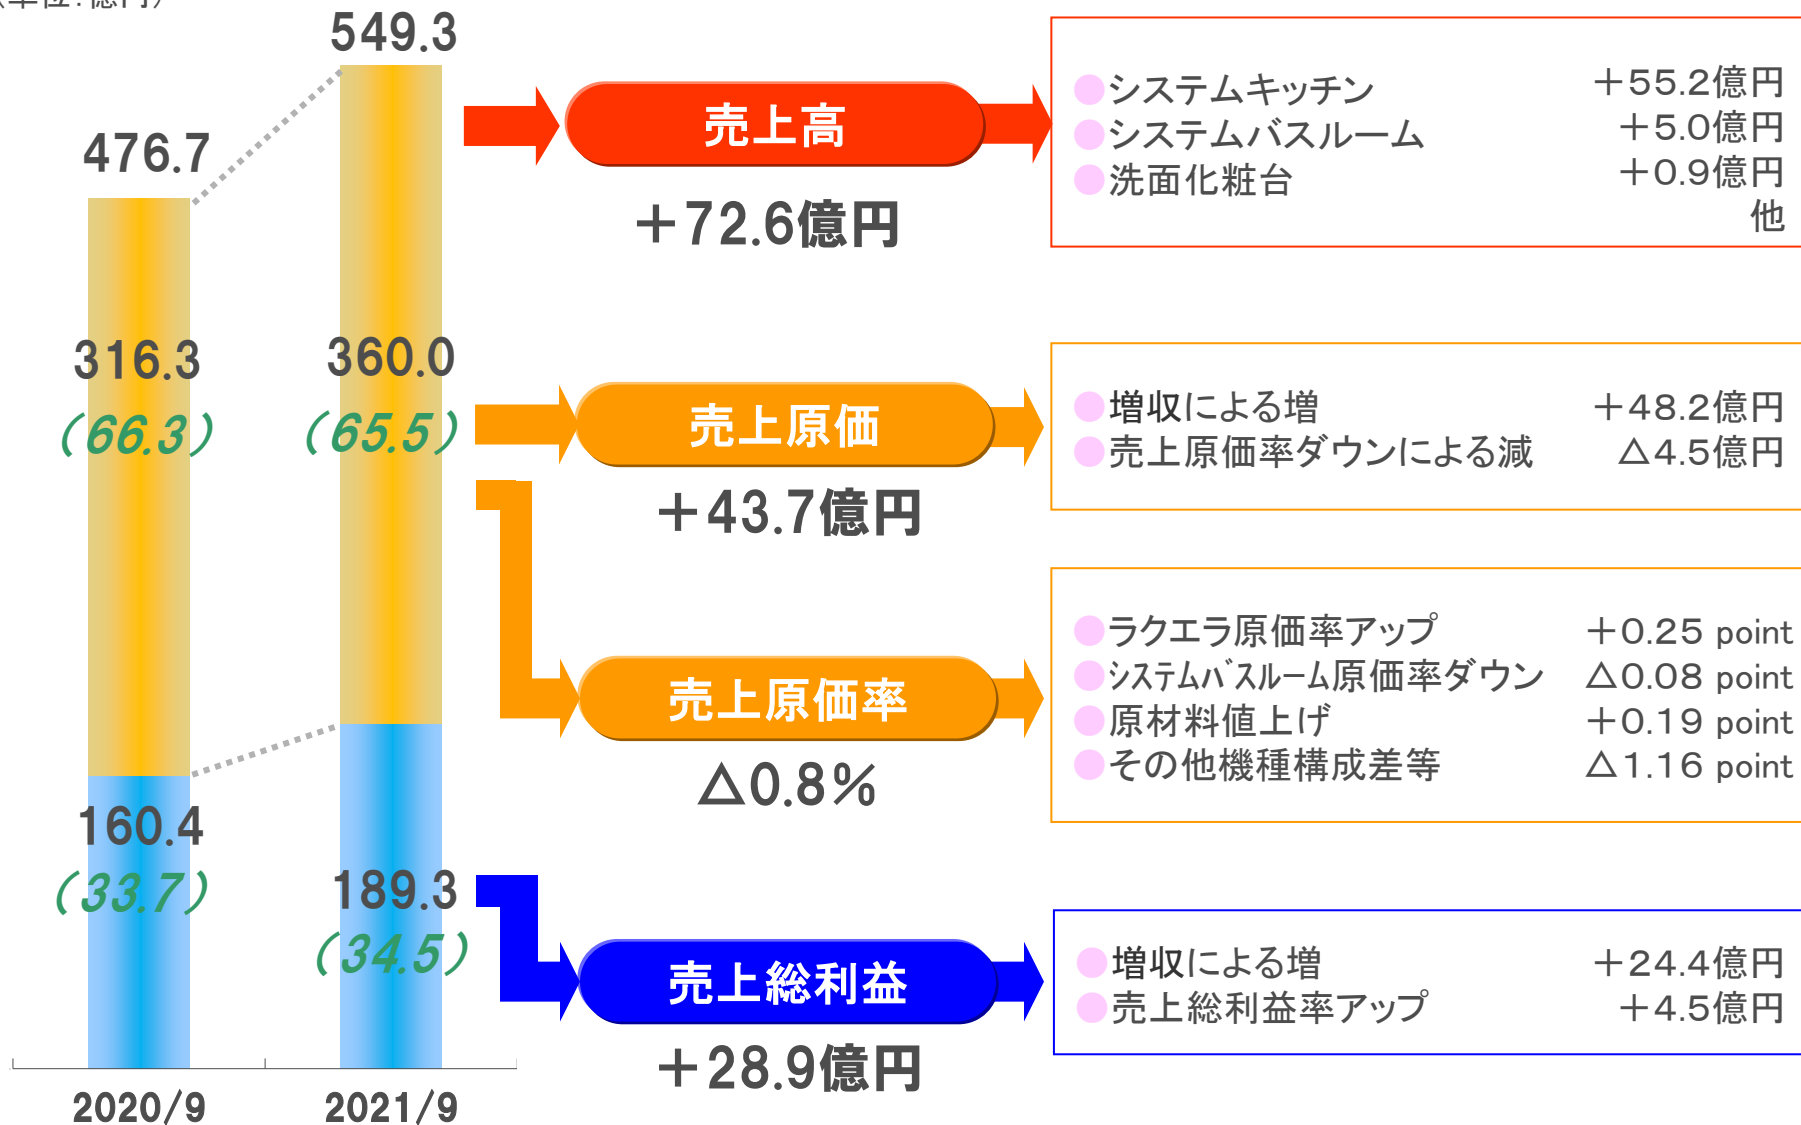 (単位:億円)
549.3
476.7
316.3
(66.3)
360.0
(65.5)
160.4
(33.7)
189.3
(34.5)
2020/9
2021/9
売上高
+72.6億円
●システムキッチン +55.2億円
●システムバスルーム +5.0億円
●洗面化粧台 +0.9億円
他
売上原価
+43.7億円
●増収による増 +48.2億円
●売上原価率ダウンによる減 △4.5億円
売上原価率
△0.8%
●ラクエラ原価率アップ +0.25 point
●システムバスルーム原価率ダウン △0.08 point
●原材料値上げ +0.19 point
●その他機種構成差等 △1.16 point
売上総利益
+28.9億円
●増収による増 +24.4億円
●売上総利益率アップ +4.5億円